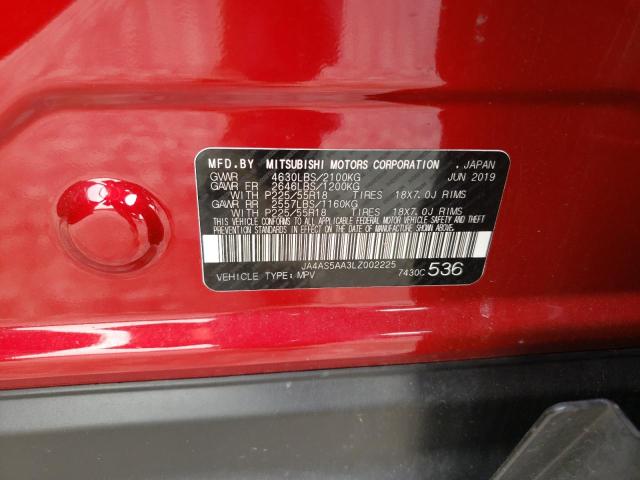 MFD.BY MITSUBISHI MOTORS CORPORATION .JAPAN
GVWR 4630LBS/2100KG JUN 2019
GAWR FR 2646LBS/1200KG
WITH P225/55R18 TIRES 18X7.0J RIMS
GAWR RR 2557LBS/1160KG
WITH P225/55R18 TIRES 18X7.0J RIMS
THIS VEHICLE CONFORMS TO ALL APPLICABLE FEDERAL MOTOR VEHICLE
SAFETY, BUMPER, AND THEFT PREVENTION STANDARDS IN EFFECT ON
THE DATE OF MANUFACTURE SHOWN ABOVE.
JA4AS5AA3LZ002225
VEHICLE TYPE:MPV 7430C 536